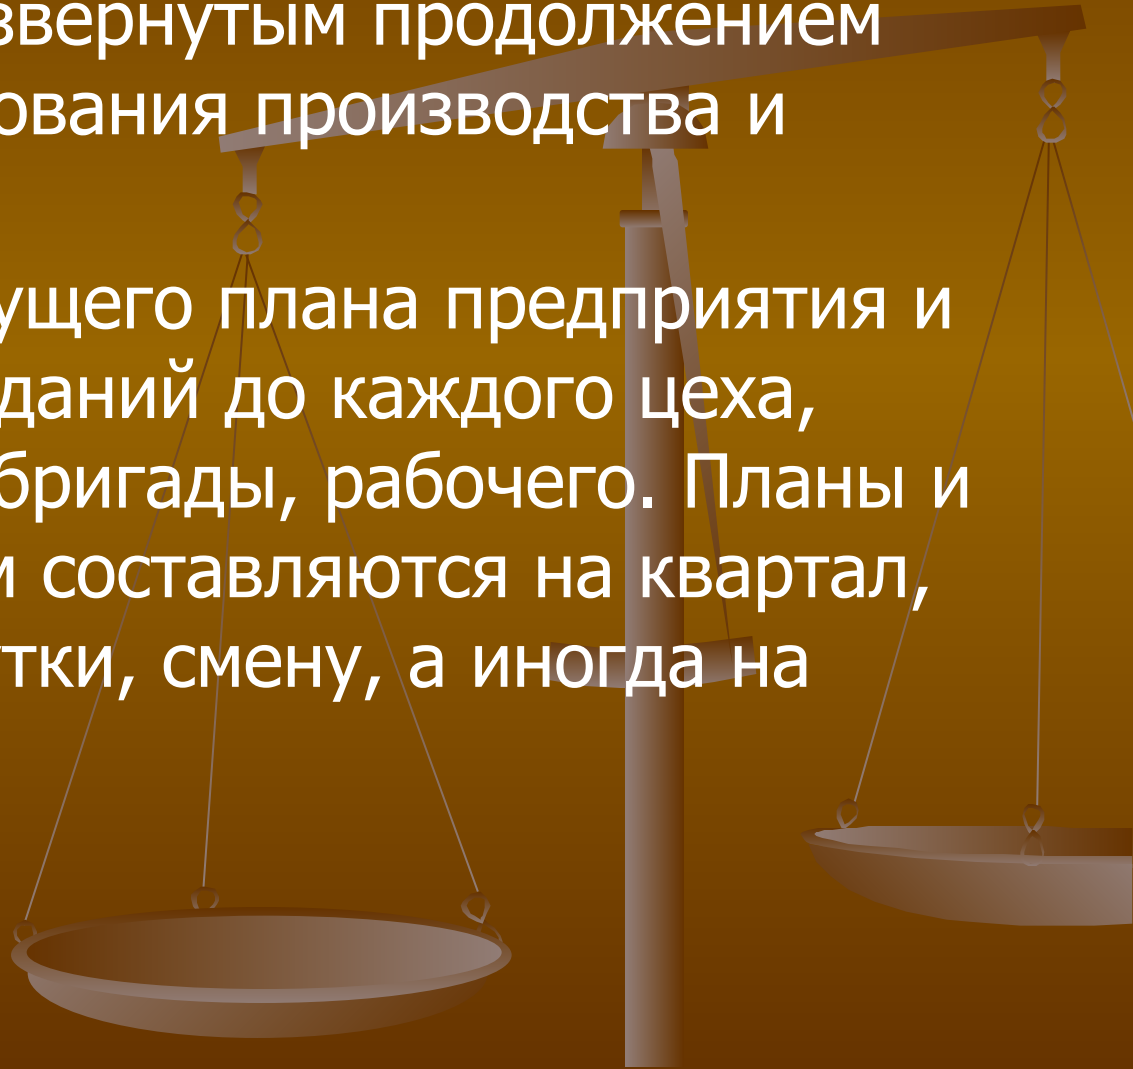 звернутым продолжением
ования производства и
ущего плана предприятия и
даний до каждого цеха,
бригады, рабочего. Планы и
м составляются на квартал,
тки, смену, а иногда на